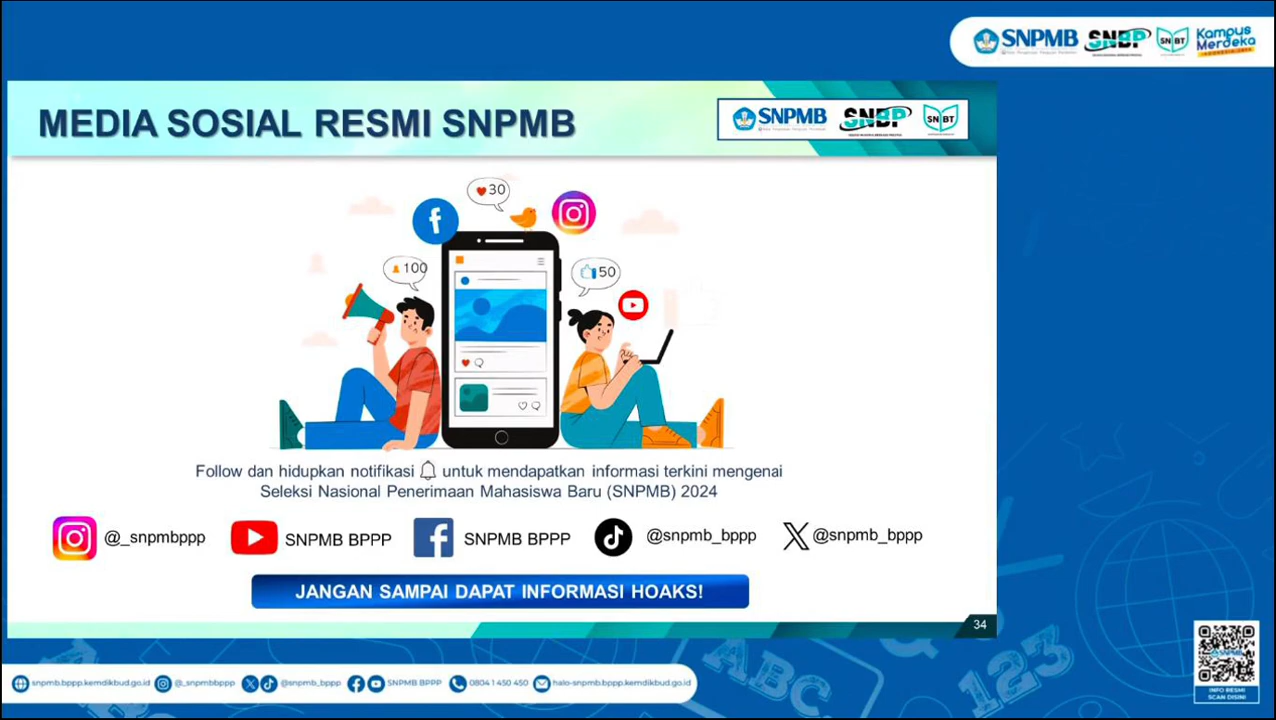 SNPMB
SNBP
SNBT
Kampus
Merdeka
INDONESIA JAYA
MEDIA SOSIAL RESMI SNPMB
SNPMB
SNBP
SNBT
30
100
50
Follow dan hidupkan notifikasi untuk mendapatkan informasi terkini mengenai
Seleksi Nasional Penerimaan Mahasiswa Baru (SNPMB) 2024
@_snpmbppp SNPMB BPPP SNPMB BPPP @snpmb_bppp @snpmb_bppp
JANGAN SAMPAI DAPAT INFORMASI HOAKS!
34
snpmb.bppp.kemdikbud.go.id @_snpmbbppp @snpmb_bppp SNPMB BPPP 0804 1 450 450 halo-snpmb.bppp.kemdikbud.go.id
INFO RESMI
SCAN DISINI